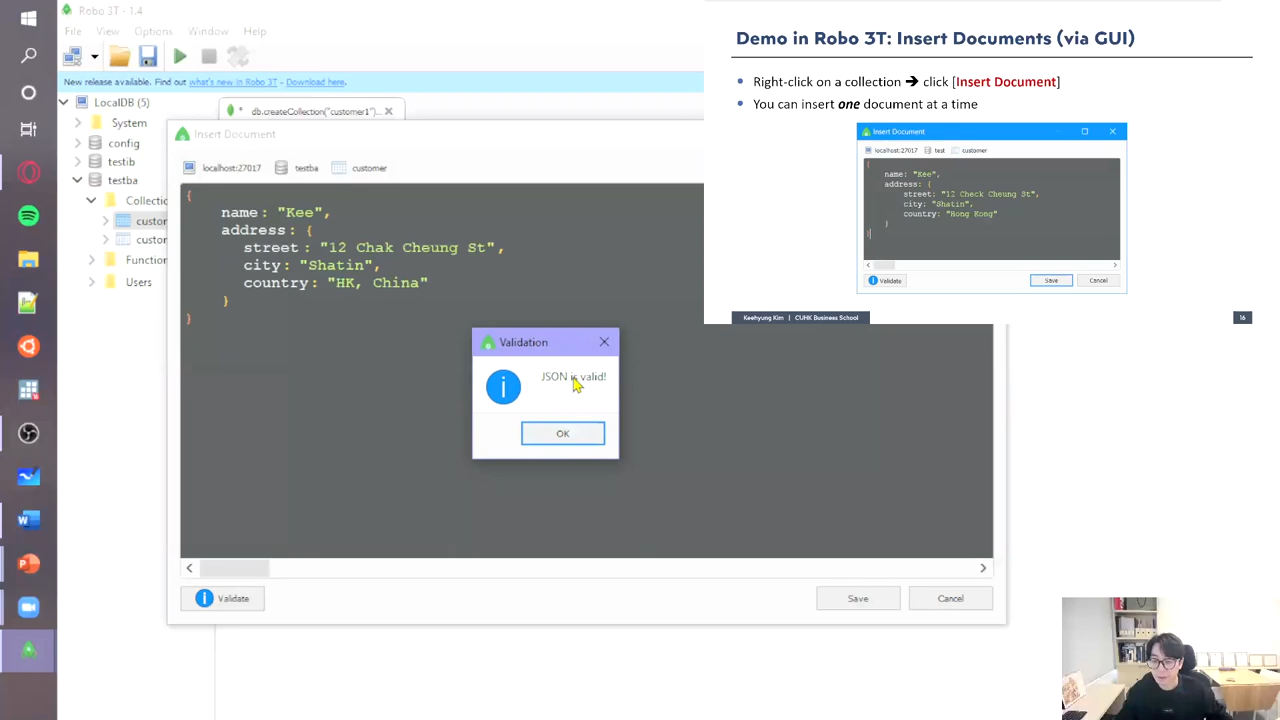 Robo 3T - 1.4
File View Options Window Help
New release available. Find out what's new in Robo 3T - Download here.
LocalDB (5)
System
config
testib
testba
Collectio
custor
custor
Function
Users
* db.createCollection("customer1")...
Insert Document
localhost:27017 testba customer
{
name: "Kee",
address: {
street: "12 Chak Cheung St",
city: "Shatin",
country: "HK, China"
}
}
Validation
JSON is valid!
OK
Validate
Save
Cancel
Demo in Robo 3T: Insert Documents (via GUI)
• Right-click on a collection ➔ click [Insert Document]
• You can insert one document at a time
Insert Document
localhost:27017 test customer
{
name: "Kee",
address: {
street: "12 Check Cheung St",
city: "Shatin",
country: "Hong Kong"
}
}
Validate
Save
Cancel
Keehyung Kim | CUHK Business School
16